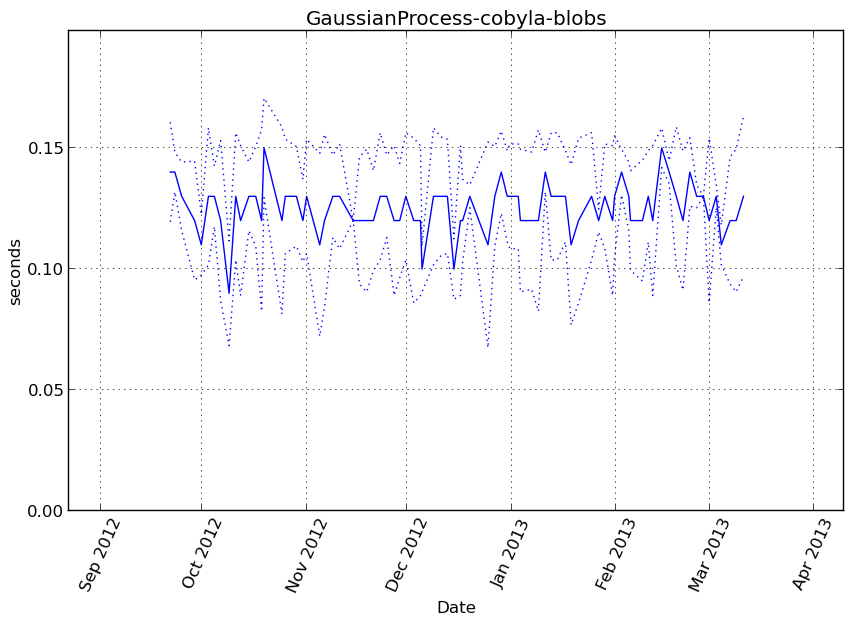 GaussianProcess-cobyla-blobs
seconds
0.15
0.10
0.05
0.00
Sep 2012
Oct 2012
Nov 2012
Dec 2012
Jan 2013
Feb 2013
Mar 2013
Apr 2013
Date